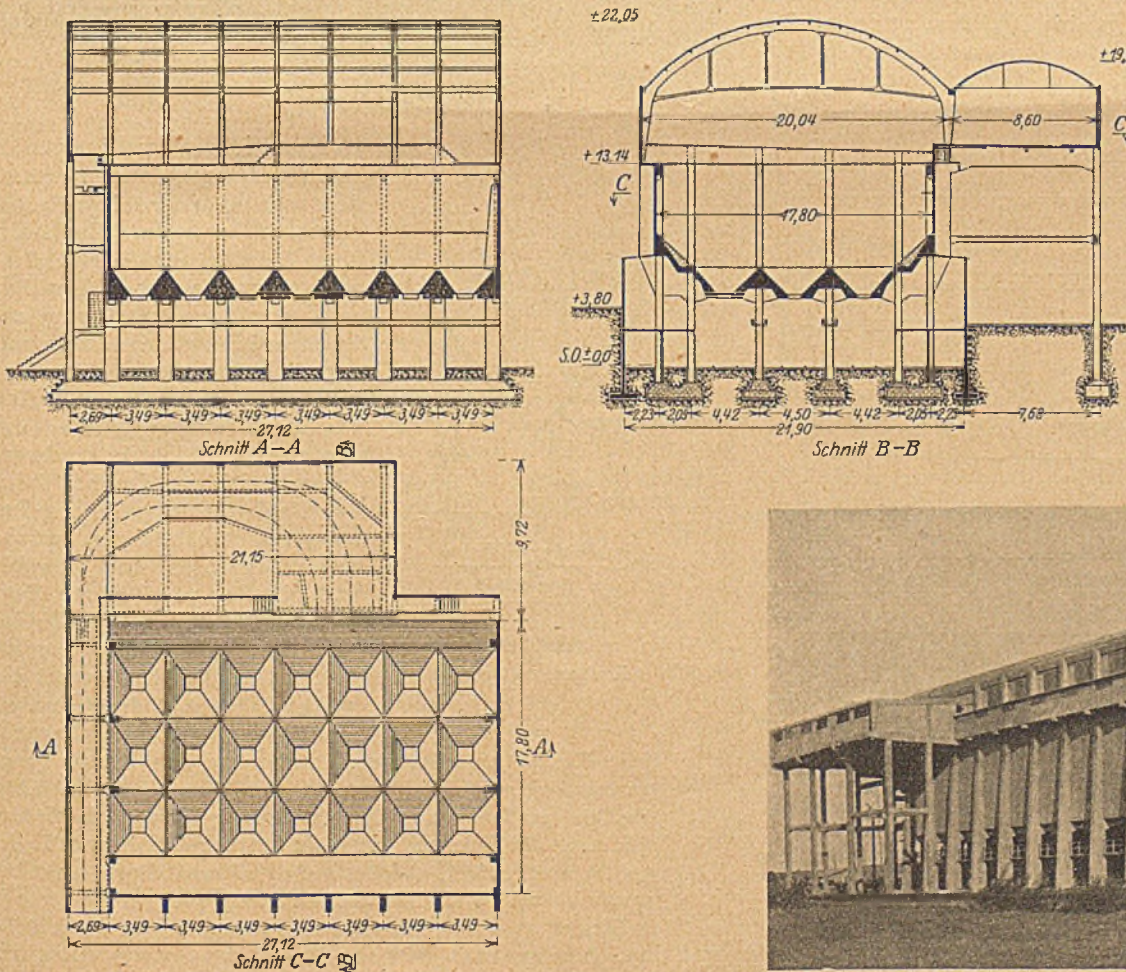 2,69 3,49 3,49 3,49 3,49 3,49 3,49 3,49
27,12
Schnitt A-A
±22,05
+19,
20,04 8,60
+13,14
C C
17,80
+3,80
S.O.±0,0
2,23 2,05 4,42 4,50 4,42 2,05 2,23 7,68
21,90
Schnitt B-B
9,72
21,15
A A
17,80
2,69 3,49 3,49 3,49 3,49 3,49 3,49 3,49
27,12
Schnitt C-C